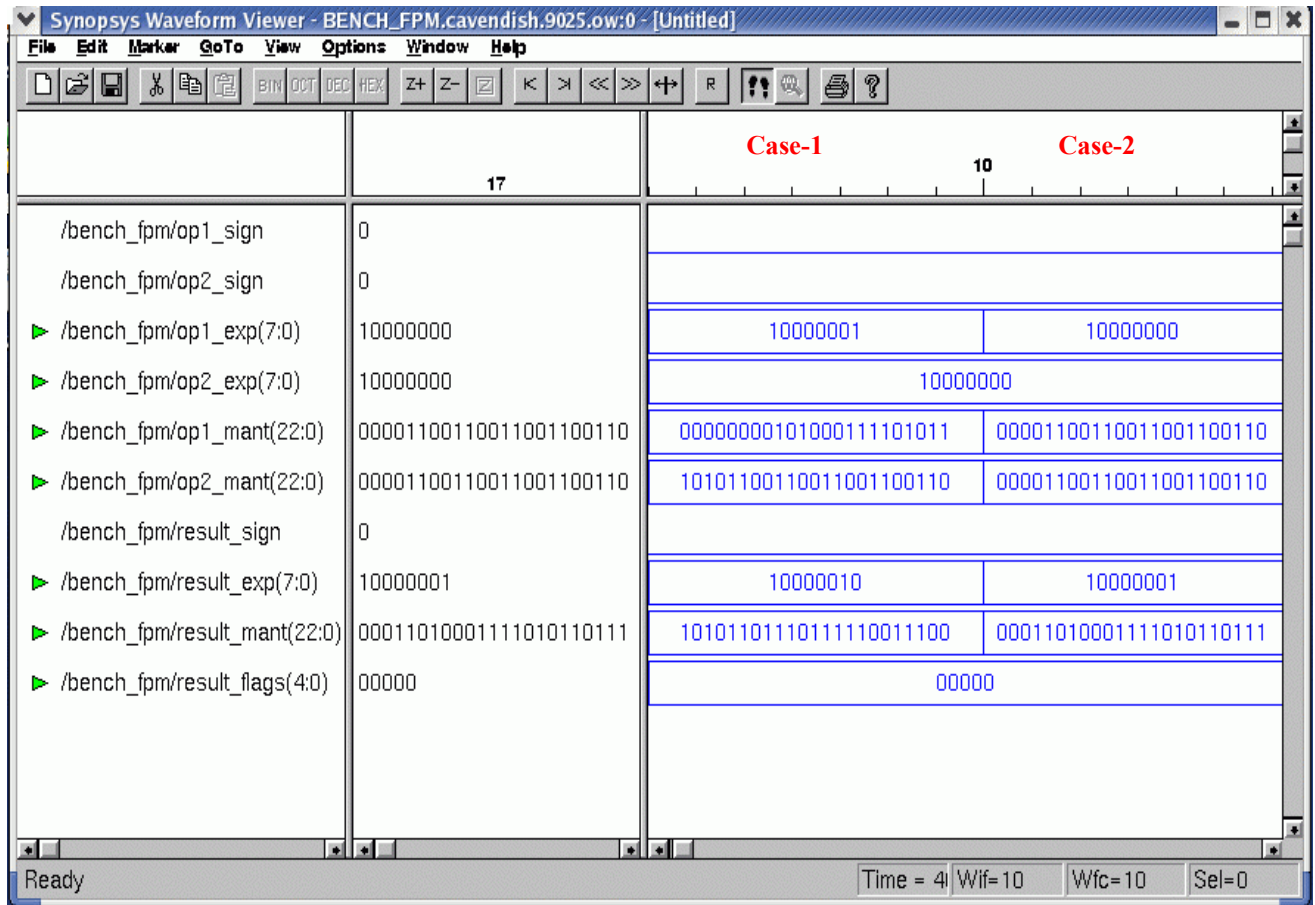 Synopsys Waveform Viewer - BENCH_FPM.cavendish.9025.ow:0 - [Untitled]
File Edit Marker GoTo View Options Window Help
BIN OCT DEC HEX Z+ Z- Z R
Case-1 Case-2
17 10
/bench_fpm/op1_sign 0
/bench_fpm/op2_sign 0
/bench_fpm/op1_exp(7:0) 10000000 10000001 10000000
/bench_fpm/op2_exp(7:0) 10000000 10000000
/bench_fpm/op1_mant(22:0) 00001100110011001100110 00000000101000111101011 00001100110011001100110
/bench_fpm/op2_mant(22:0) 00001100110011001100110 10101100110011001100110 00001100110011001100110
/bench_fpm/result_sign 0
/bench_fpm/result_exp(7:0) 10000001 10000010 10000001
/bench_fpm/result_mant(22:0) 00011010001111010110111 10101101110111110011100 00011010001111010110111
/bench_fpm/result_flags(4:0) 00000 00000
Ready Time = 4 Wif=10 Wfc=10 Sel=0